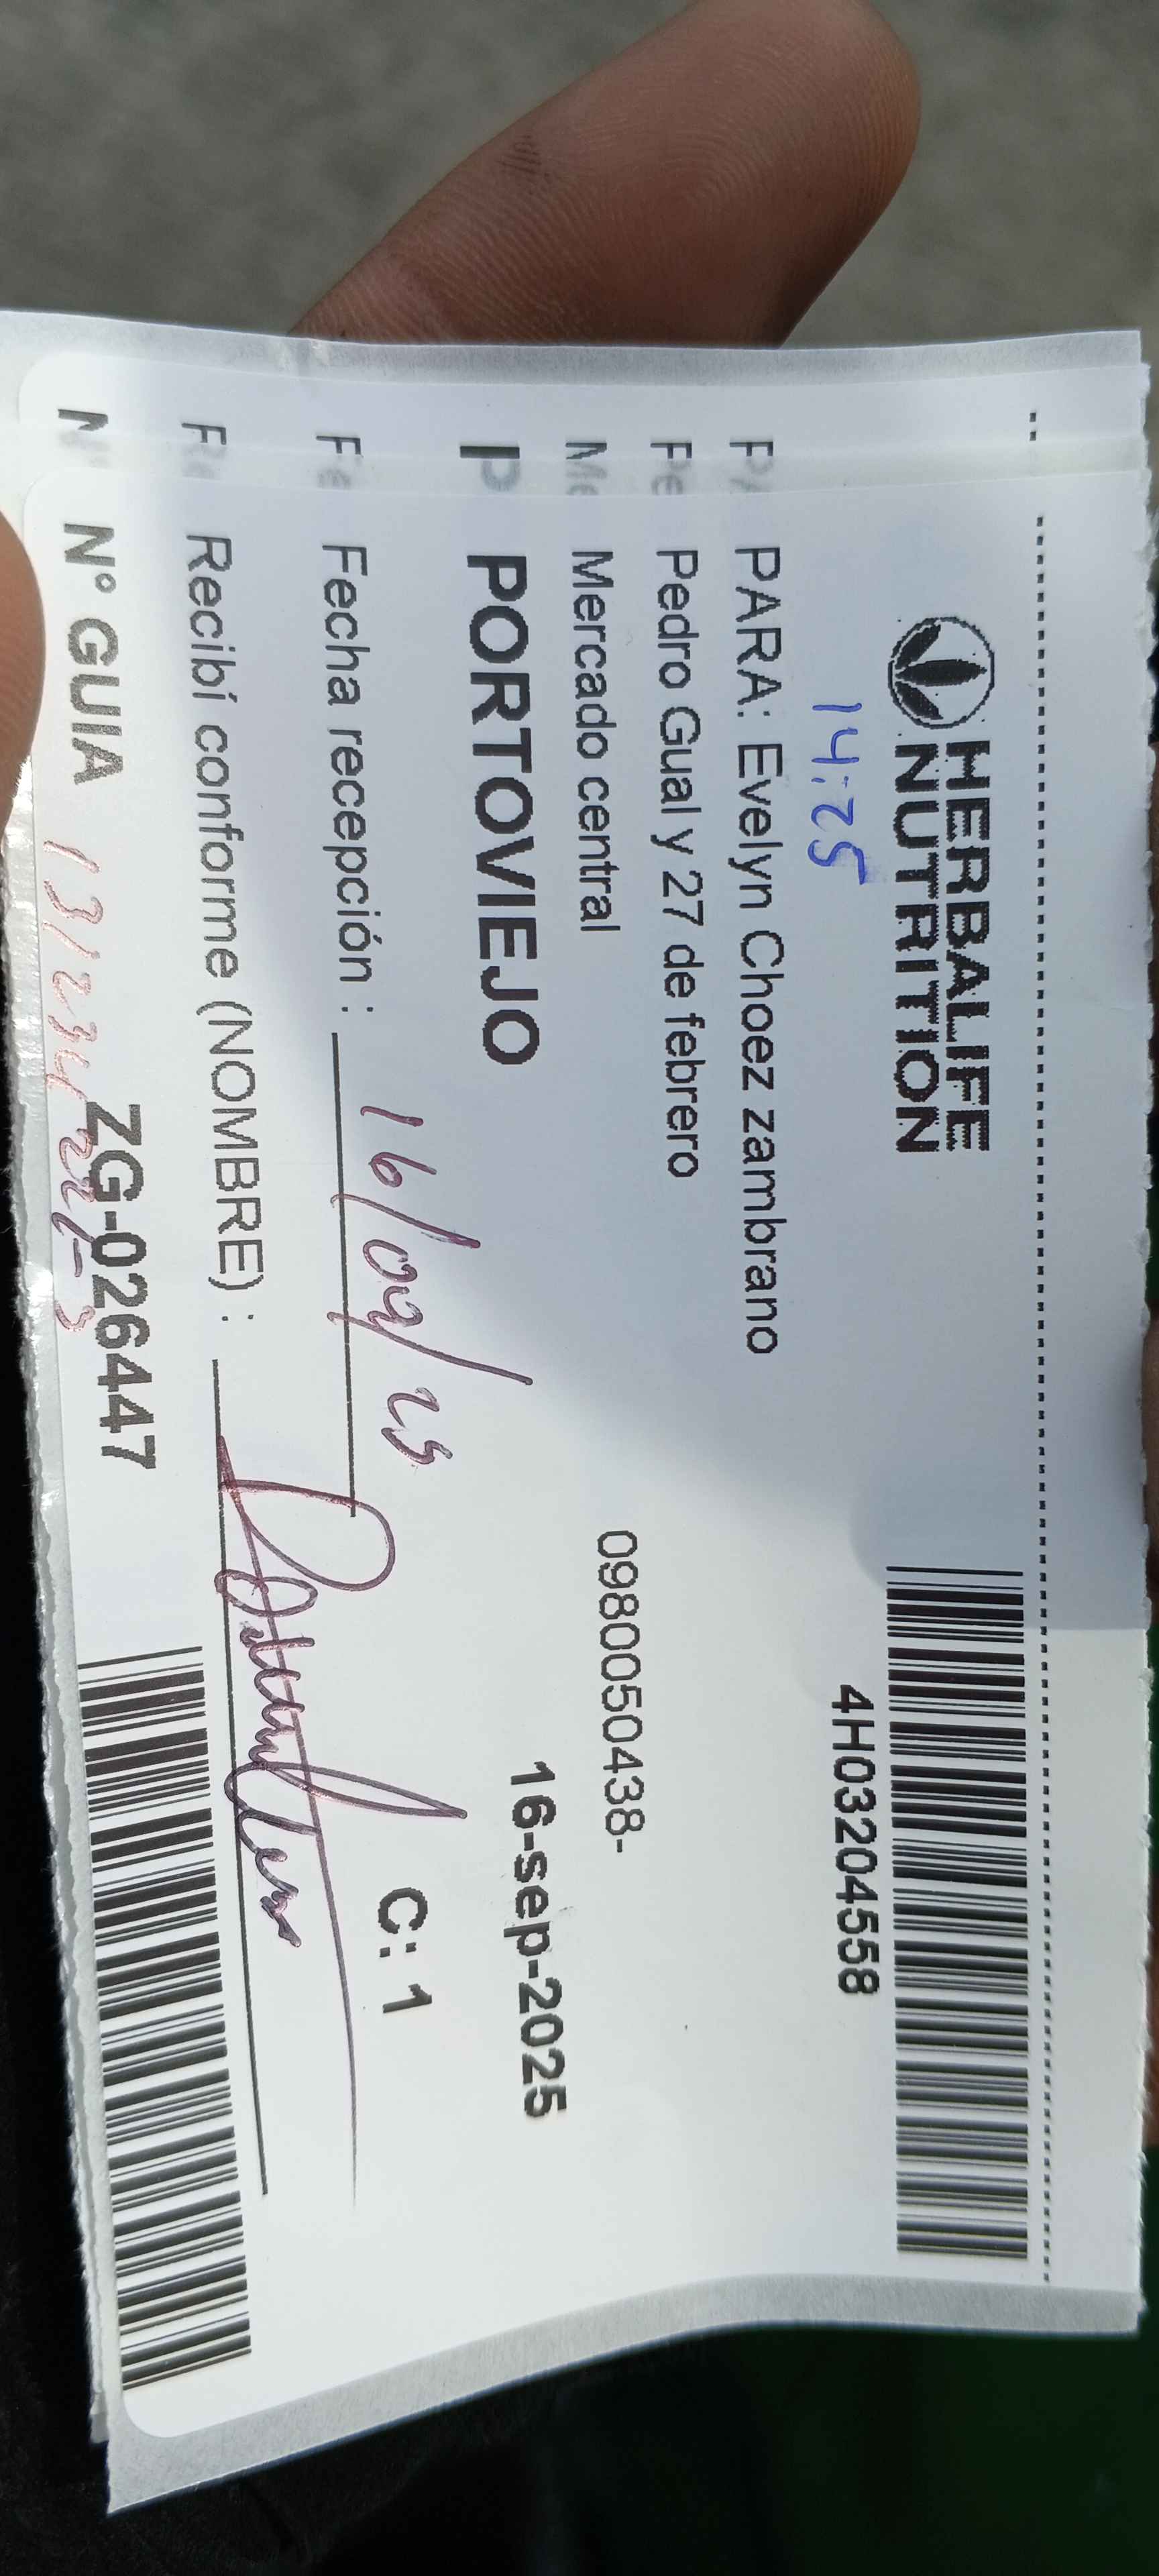 HERBALIFE
NUTRITION
4H03204558
14:25
PARA: Evelyn Choez zambrano
Pedro Gual y 27 de febrero
0980050438-
Mercado central
PORTOVIEJO
16-sep-2025
Fecha recepción : 16/09/25
C: 1
Recibí conforme (NOMBRE) :
N° GUIA ZG-026447